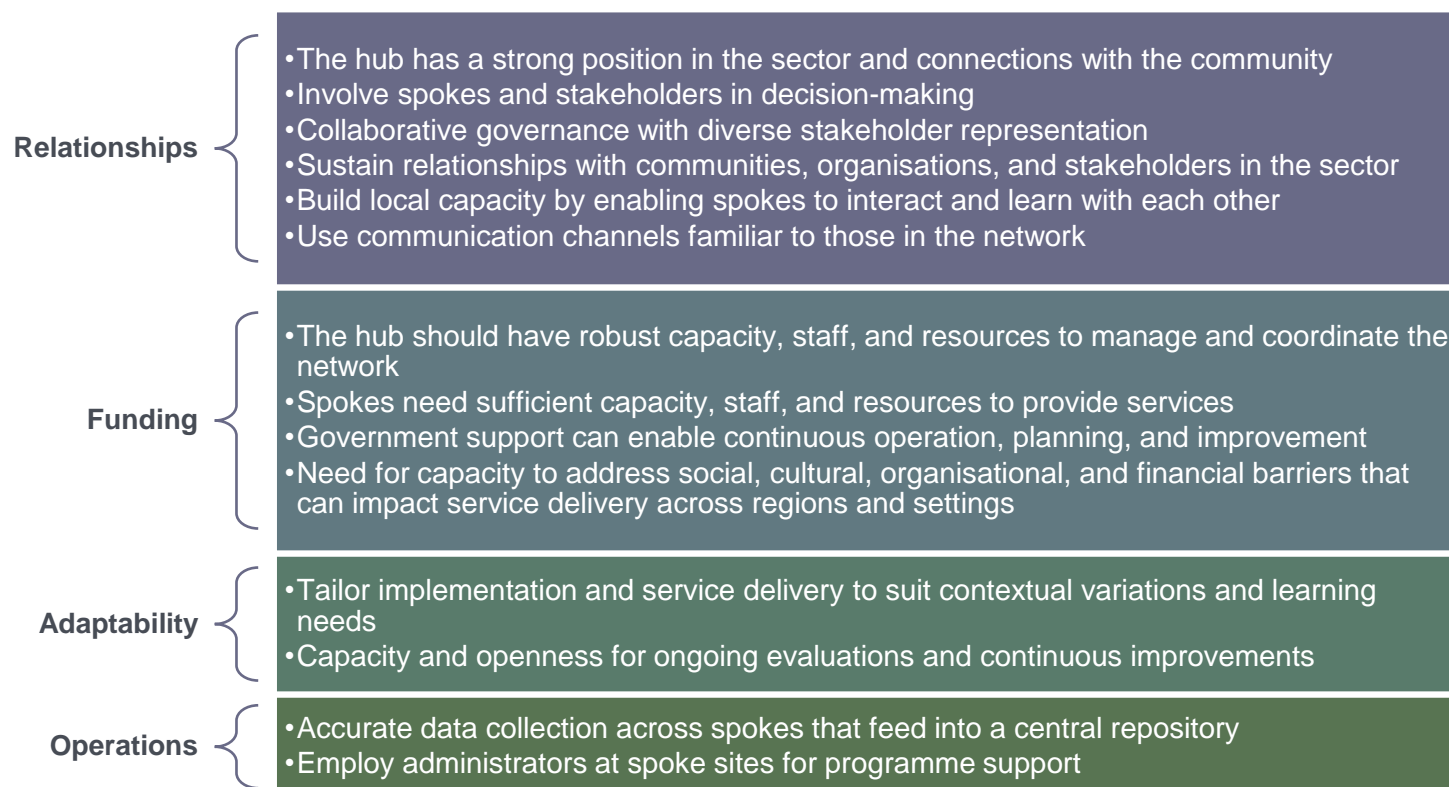 Relationships
•The hub has a strong position in the sector and connections with the community
•Involve spokes and stakeholders in decision-making
•Collaborative governance with diverse stakeholder representation
•Sustain relationships with communities, organisations, and stakeholders in the sector
•Build local capacity by enabling spokes to interact and learn with each other
•Use communication channels familiar to those in the network
Funding
•The hub should have robust capacity, staff, and resources to manage and coordinate the
network
•Spokes need sufficient capacity, staff, and resources to provide services
•Government support can enable continuous operation, planning, and improvement
•Need for capacity to address social, cultural, organisational, and financial barriers that
can impact service delivery across regions and settings
Adaptability
•Tailor implementation and service delivery to suit contextual variations and learning
needs
•Capacity and openness for ongoing evaluations and continuous improvements
Operations
•Accurate data collection across spokes that feed into a central repository
•Employ administrators at spoke sites for programme support